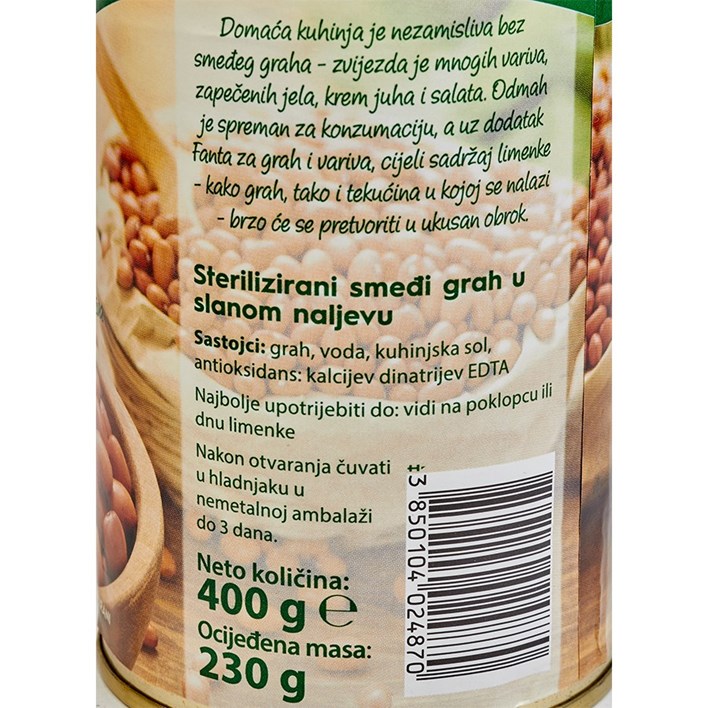 Domaća kuhinja je nezamisliva bez
smeđeg graha - zvijezda je mnogih variva,
zapečenih jela, krem juha i salata. Odmah
je spreman za konzumaciju, a uz dodatak
Fanta za grah i variva, cijeli sadržaj limenke
- kako grah, tako i tekućina u kojoj se nalazi
- brzo će se pretvoriti u ukusan obrok.
Sterilizirani smeđi grah u
slanom naljevu
Sastojci: grah, voda, kuhinjska sol,
antioksidans: kalcijev dinatrijev EDTA
Najbolje upotrijebiti do: vidi na poklopcu ili
dnu limenke
Nakon otvaranja čuvati
u hladnjaku u
nemetalnoj ambalaži
do 3 dana.
Neto količina:
400 g ℮
Ocijeđena masa:
230 g
3 850104 024870